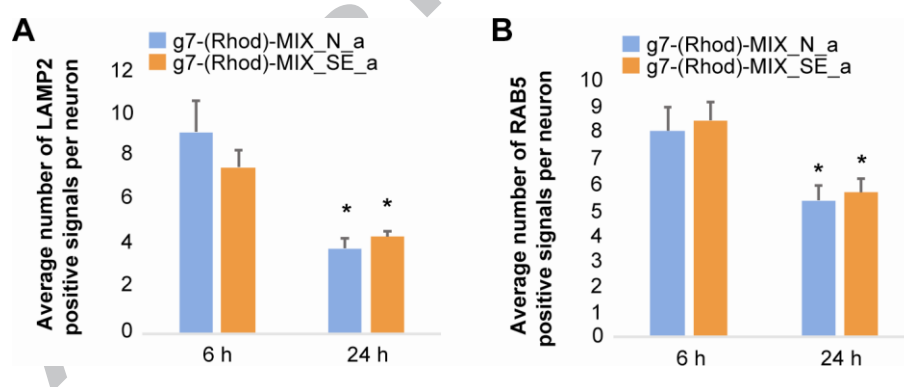 A
g7-(Rhod)-MIX_N_a
g7-(Rhod)-MIX_SE_a
Average number of LAMP2
positive signals per neuron
12
10
8
6
4
2
0
* *
6 h 24 h
B
g7-(Rhod)-MIX_N_a
g7-(Rhod)-MIX_SE_a
Average number of RAB5
positive signals per neuron
10
9
8
7
6
5
4
3
2
1
0
* *
6 h 24 h